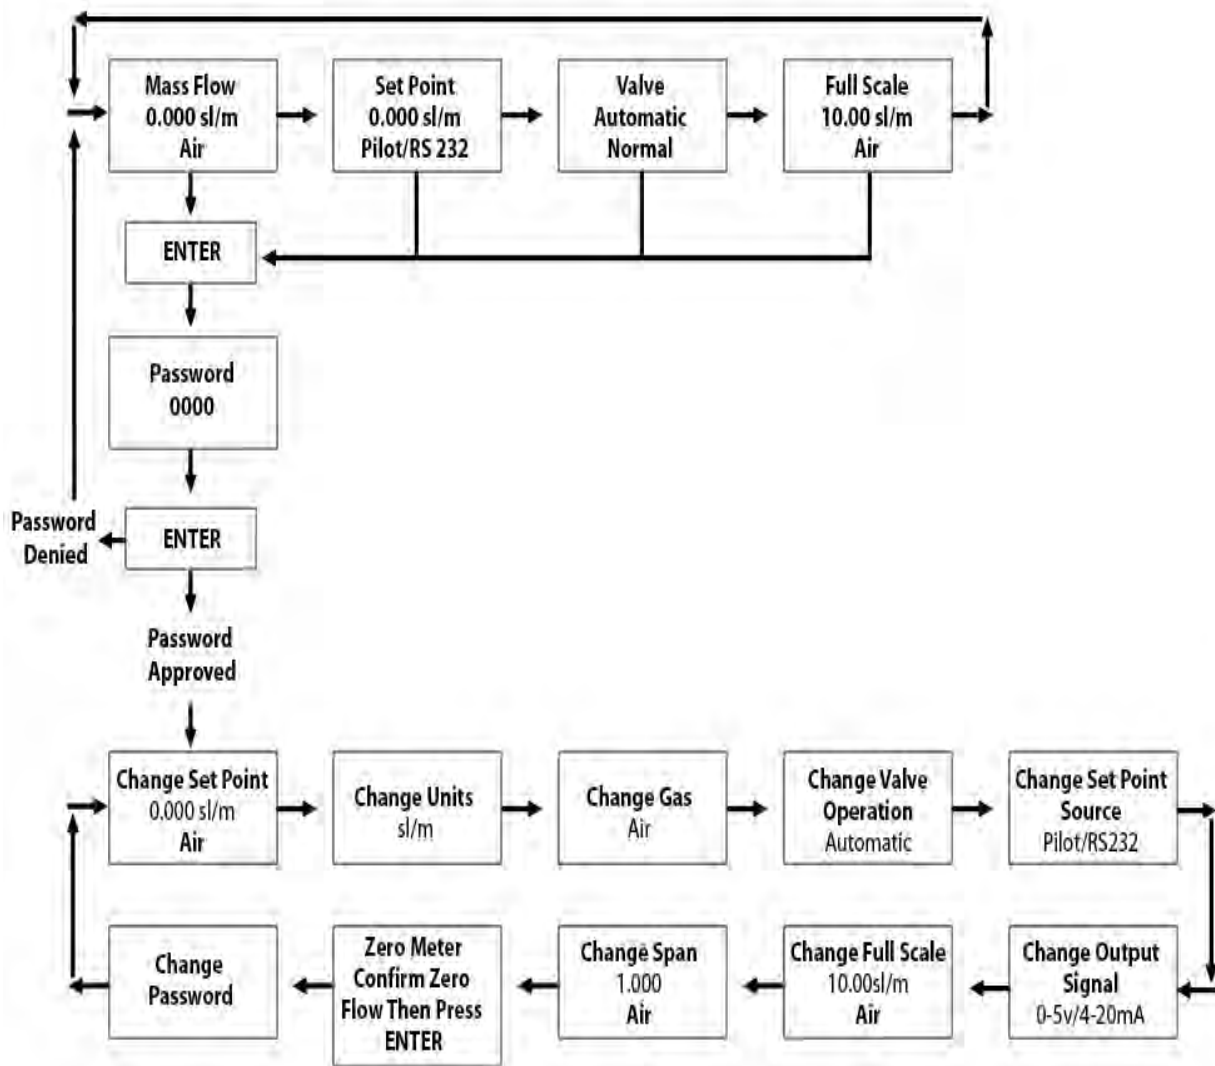 Mass Flow
0.000 sl/m
Air
Set Point
0.000 sl/m
Pilot/RS 232
Valve
Automatic
Normal
Full Scale
10.00 sl/m
Air
ENTER
Password
0000
Password
Denied
ENTER
Password
Approved
Change Set Point
0.000 sl/m
Air
Change Units
sl/m
Change Gas
Air
Change Valve
Operation
Automatic
Change Set Point
Source
Pilot/RS232
Change
Password
Zero Meter
Confirm Zero
Flow Then Press
ENTER
Change Span
1.000
Air
Change Full Scale
10.00sl/m
Air
Change Output
Signal
0-5v/4-20mA